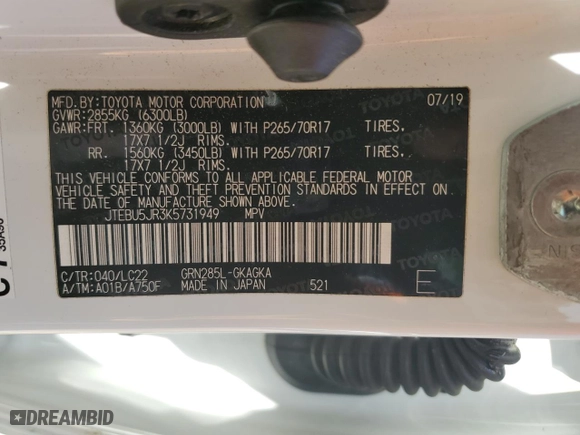 MFD.BY:TOYOTA MOTOR CORPORATION 07/19
GVWR:2855KG (6300LB)
GAWR:FRT. 1360KG (3000LB) WITH P265/70R17 TIRES.
17X7 1/2J RIMS.
RR. 1560KG (3450LB) WITH P265/70R17 TIRES.
17X7 1/2J RIMS.
THIS VEHICLE CONFORMS TO ALL APPLICABLE FEDERAL MOTOR
VEHICLE SAFETY AND THEFT PREVENTION STANDARDS IN EFFECT ON
THE DATE OF MANUFACTURE SHOWN ABOVE.
JTEBU5JR3K5731949 MPV
C/TR:040/LC22 GRN285L-GKAGKA
A/TM:A01B/A750F MADE IN JAPAN 521 E
DREAMBID